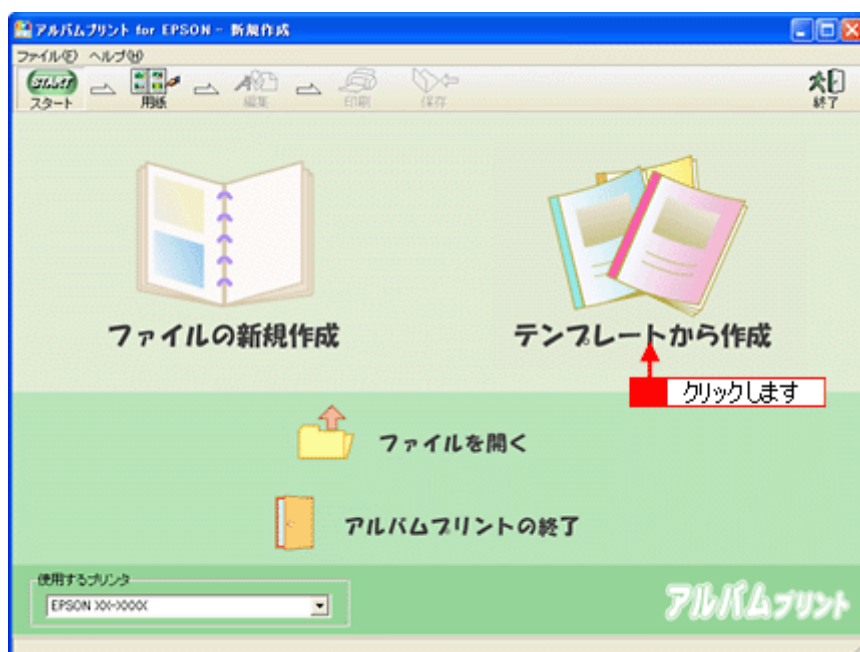 アルバムプリント for EPSON - 新規作成
ファイル(F) ヘルプ(H)
START
スタート 用紙 編集 印刷 保存 終了
ファイルの新規作成 テンプレートから作成
クリックします
ファイルを開く
アルバムプリントの終了
使用するプリンタ
EPSON XX-XXXX
アルバムプリント